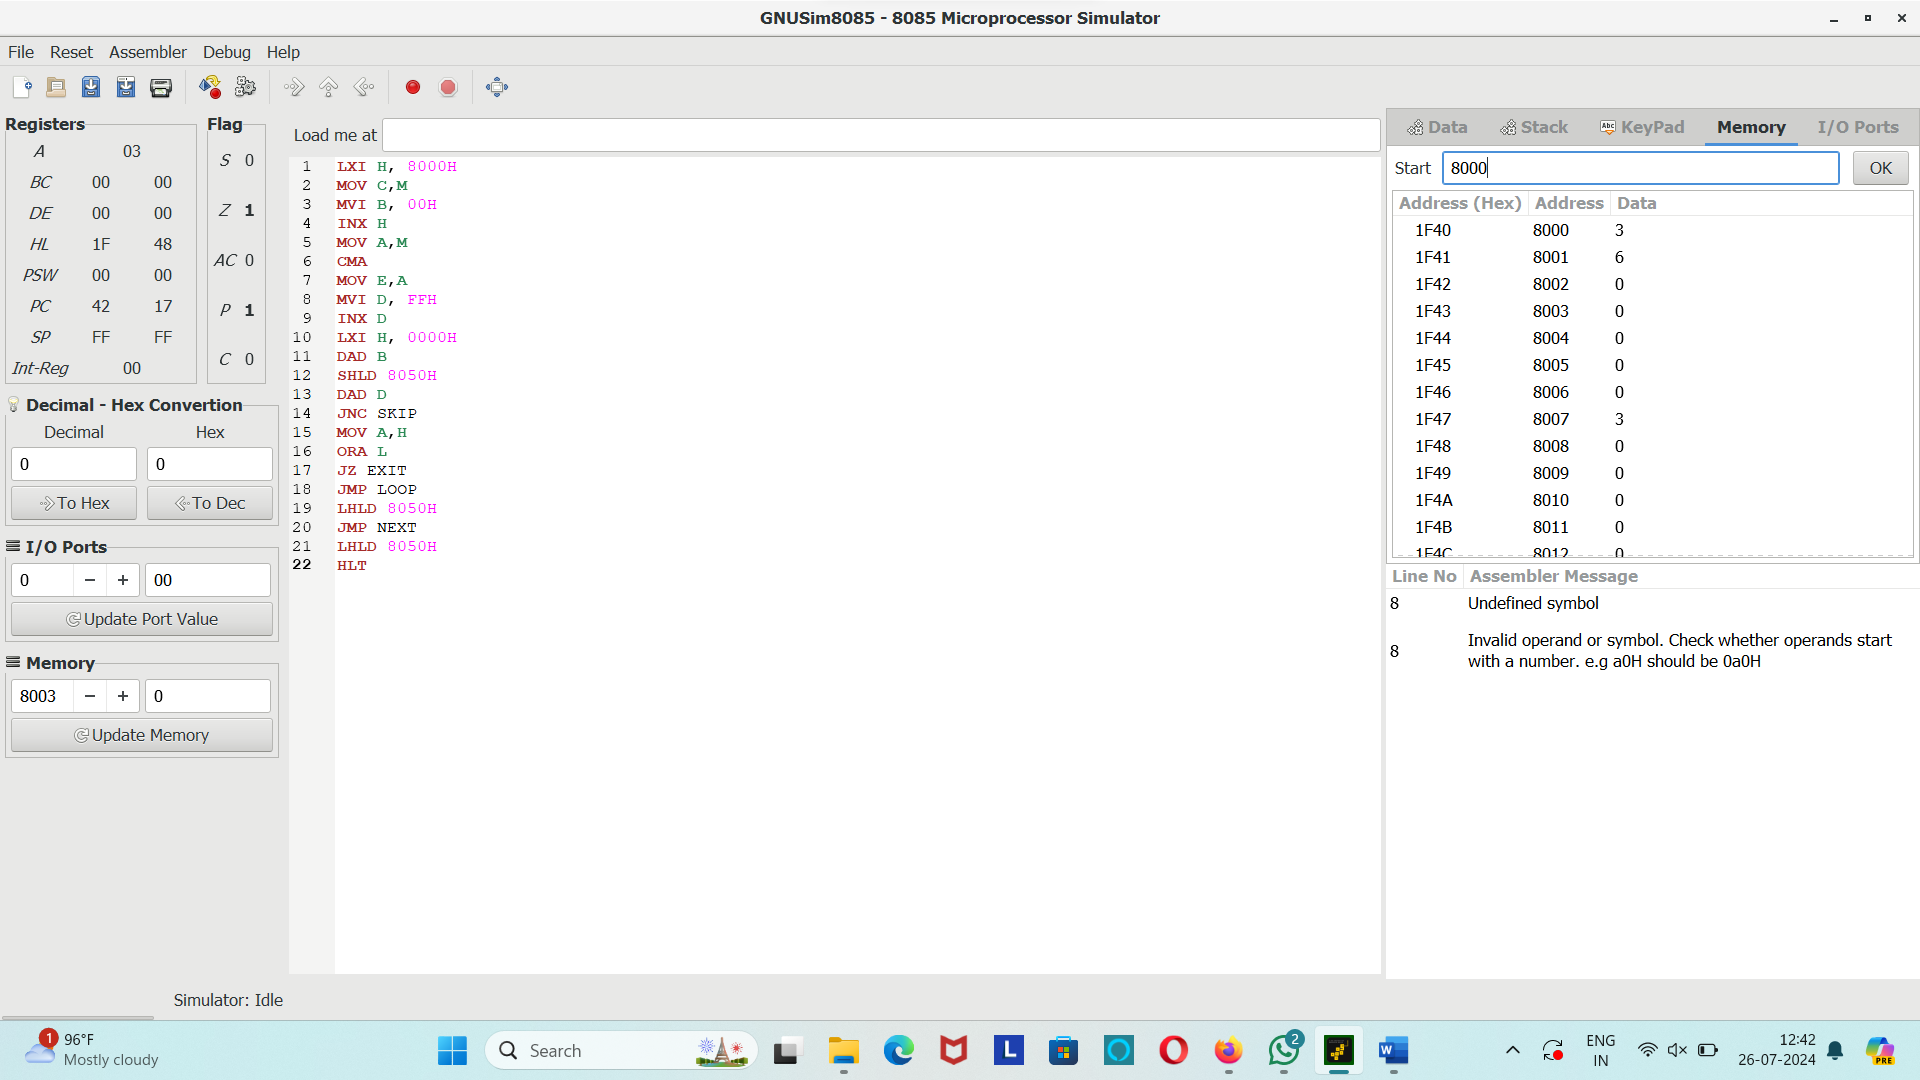 GNUSim8085 - 8085 Microprocessor Simulator
File Reset Assembler Debug Help
Registers
A 03
BC 00 00
DE 00 00
HL 1F 48
PSW 00 00
PC 42 17
SP FF FF
Int-Reg 00
Flag
S 0
Z 1
AC 0
P 1
C 0
Decimal - Hex Convertion
Decimal Hex
0 0
To Hex To Dec
I/O Ports
0 − + 00
Update Port Value
Memory
8003 − + 0
Update Memory
Load me at
1 LXI H, 8000H
2 MOV C,M
3 MVI B, 00H
4 INX H
5 MOV A,M
6 CMA
7 MOV E,A
8 MVI D, FFH
9 INX D
10 LXI H, 0000H
11 DAD B
12 SHLD 8050H
13 DAD D
14 JNC SKIP
15 MOV A,H
16 ORA L
17 JZ EXIT
18 JMP LOOP
19 LHLD 8050H
20 JMP NEXT
21 LHLD 8050H
22 HLT
Data Stack Abc KeyPad Memory I/O Ports
Start 8000 OK
Address (Hex) Address Data
1F40 8000 3
1F41 8001 6
1F42 8002 0
1F43 8003 0
1F44 8004 0
1F45 8005 0
1F46 8006 0
1F47 8007 3
1F48 8008 0
1F49 8009 0
1F4A 8010 0
1F4B 8011 0
1F4C 8012 0
Line No Assembler Message
8 Undefined symbol
8 Invalid operand or symbol. Check whether operands start
with a number. e.g a0H should be 0a0H
Simulator: Idle
1 96°F
Mostly cloudy
Search
L
2
W
ENG
IN
12:42
26-07-2024
PRE